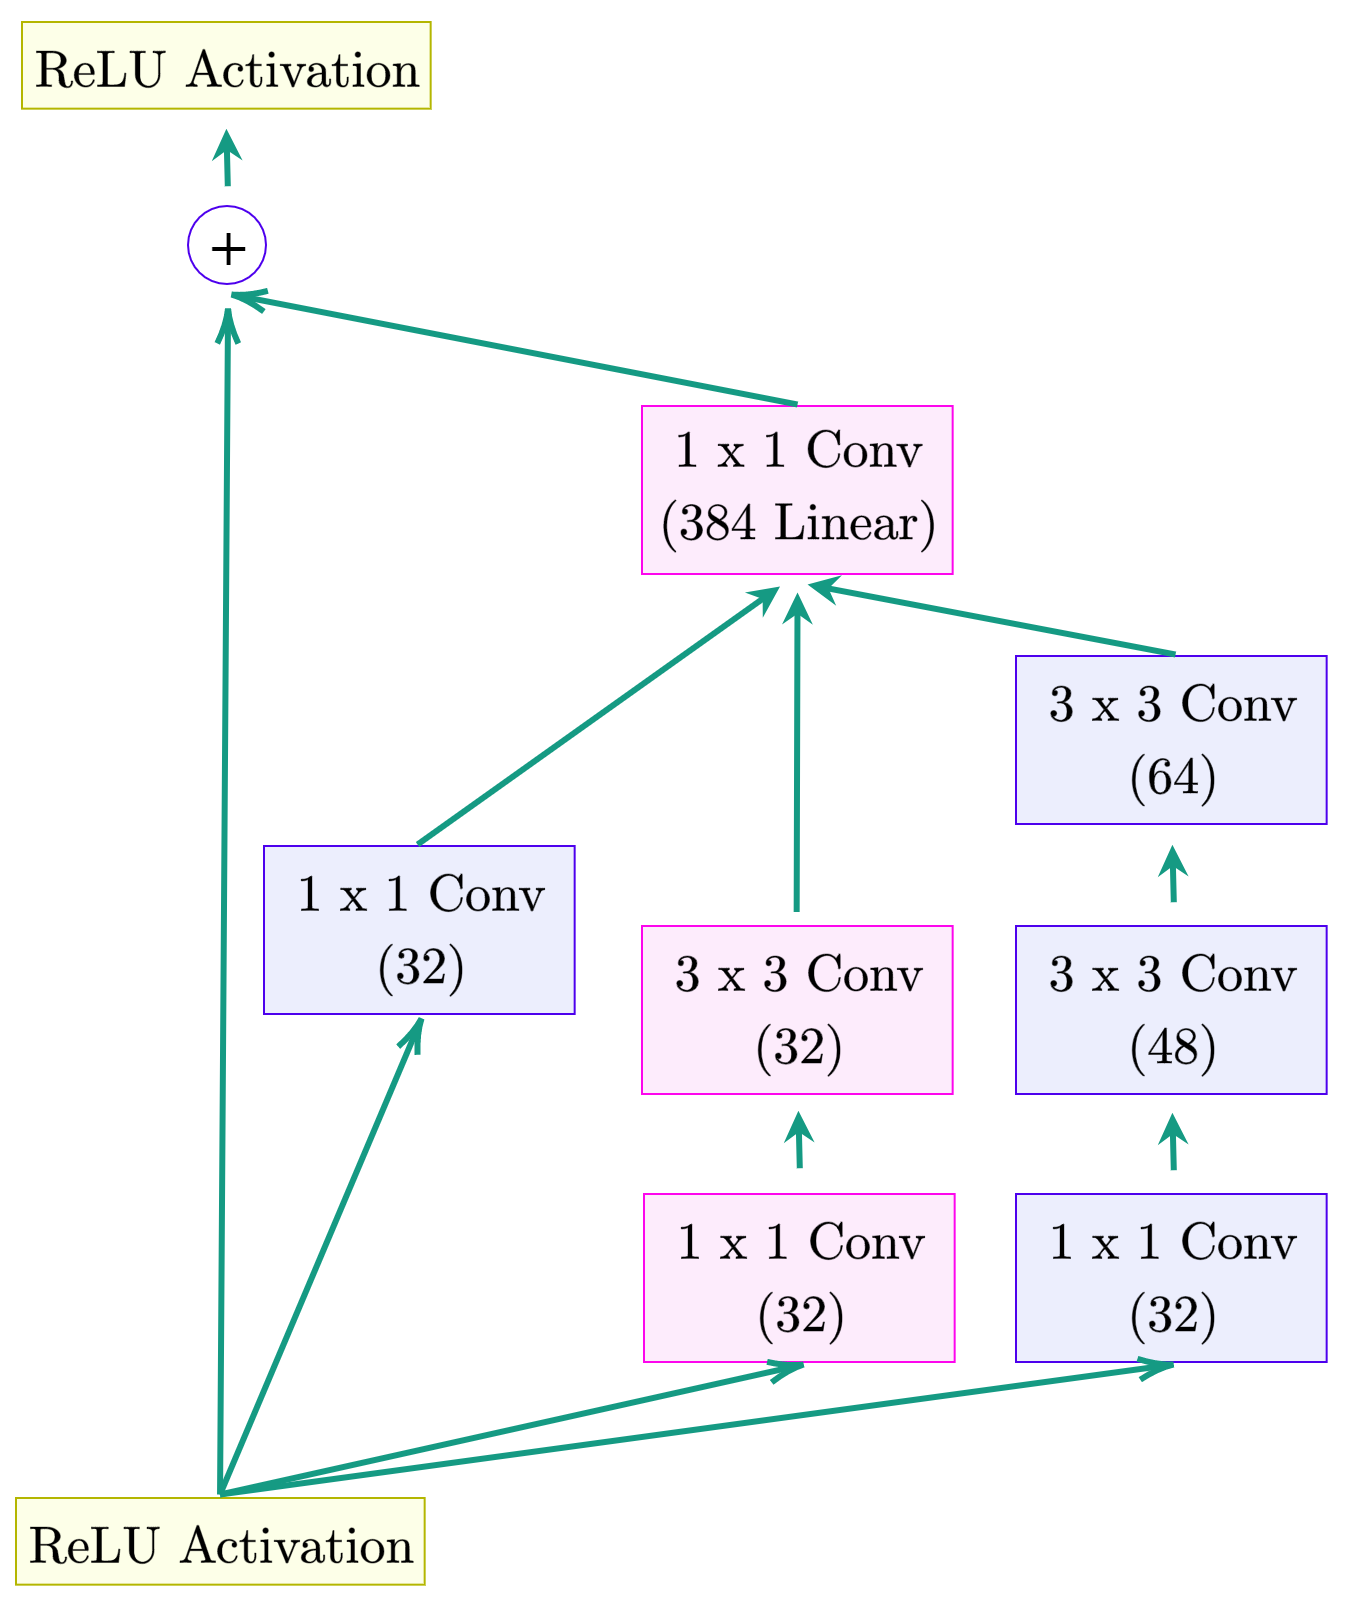 ReLU Activation
+
1 x 1 Conv
(384 Linear)
3 x 3 Conv
(64)
1 x 1 Conv
(32)
3 x 3 Conv
(32)
3 x 3 Conv
(48)
1 x 1 Conv
(32)
1 x 1 Conv
(32)
ReLU Activation